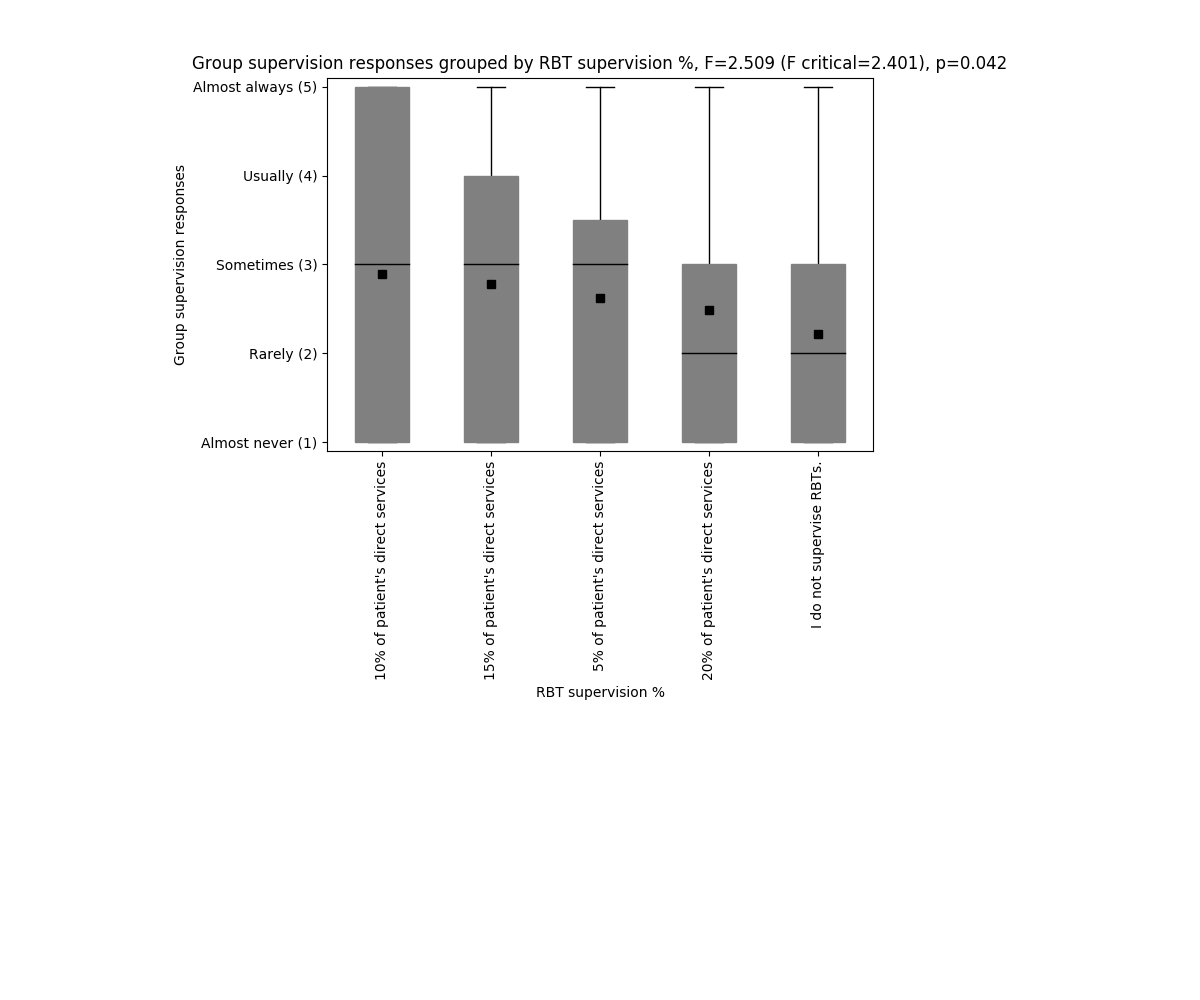 Group supervision responses grouped by RBT supervision %, F=2.509 (F critical=2.401), p=0.042
Group supervision responses
Almost always (5)
Usually (4)
Sometimes (3)
Rarely (2)
Almost never (1)
10% of patient's direct services
15% of patient's direct services
5% of patient's direct services
20% of patient's direct services
I do not supervise RBTs.
RBT supervision %